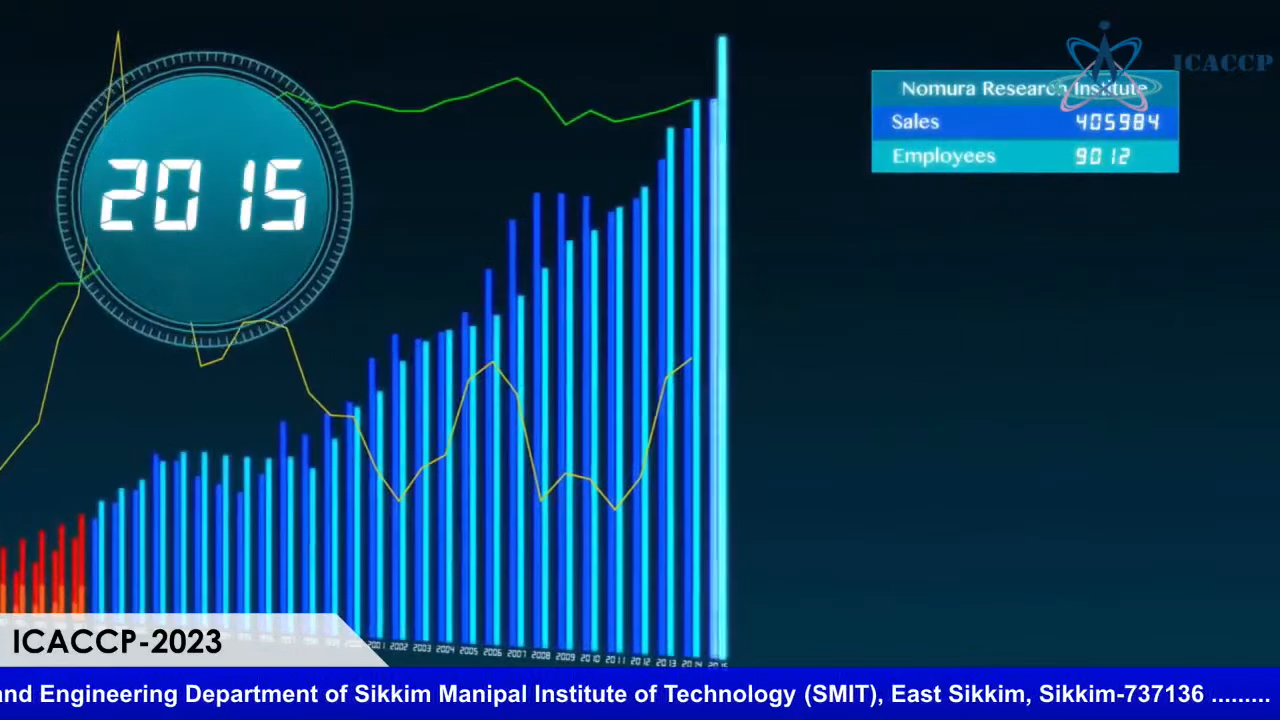 ICACCP
Nomura Research Institute
Sales 405984
Employees 9012
2015
2001 2002 2003 2004 2005 2006 2007 2008 2009 2010 2011 2012 2013 2014 2015
ICACCP-2023
and Engineering Department of Sikkim Manipal Institute of Technology (SMIT), East Sikkim, Sikkim-737136 .........